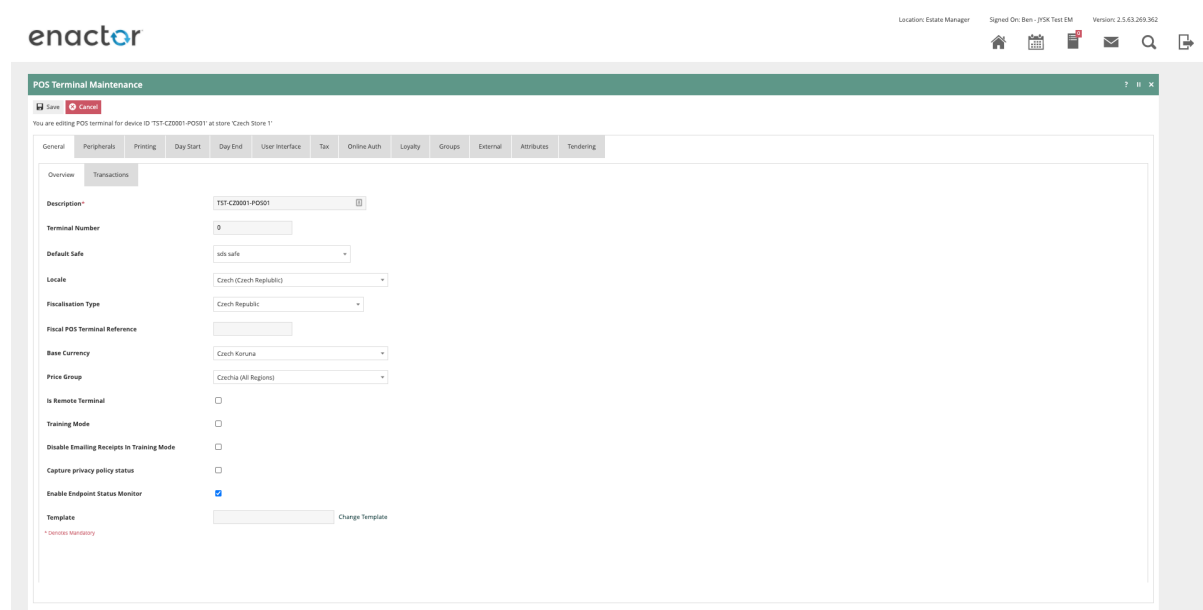 Location: Estate Manager Signed On: Ben - JYSK Test EM Version: 2.5.63.269.362
enactor
0
POS Terminal Maintenance
Save Cancel
You are editing POS terminal for device ID 'TST-CZ0001-POS01' at store 'Czech Store 1'
General Peripherals Printing Day Start Day End User Interface Tax Online Auth Loyalty Groups External Attributes Tendering
Overview Transactions
Description* TST-CZ0001-POS01
Terminal Number 0
Default Safe sds safe
Locale Czech (Czech Replublic)
Fiscalisation Type Czech Republic
Fiscal POS Terminal Reference
Base Currency Czech Koruna
Price Group Czechia (All Regions)
Is Remote Terminal
Training Mode
Disable Emailing Receipts In Training Mode
Capture privacy policy status
Enable Endpoint Status Monitor
Template Change Template
* Denotes Mandatory